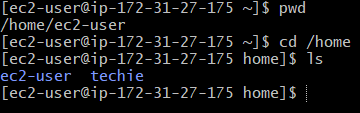 [ec2-user@ip-172-31-27-175 ~]$ pwd
/home/ec2-user
[ec2-user@ip-172-31-27-175 ~]$ cd /home
[ec2-user@ip-172-31-27-175 home]$ ls
ec2-user  techie
[ec2-user@ip-172-31-27-175 home]$